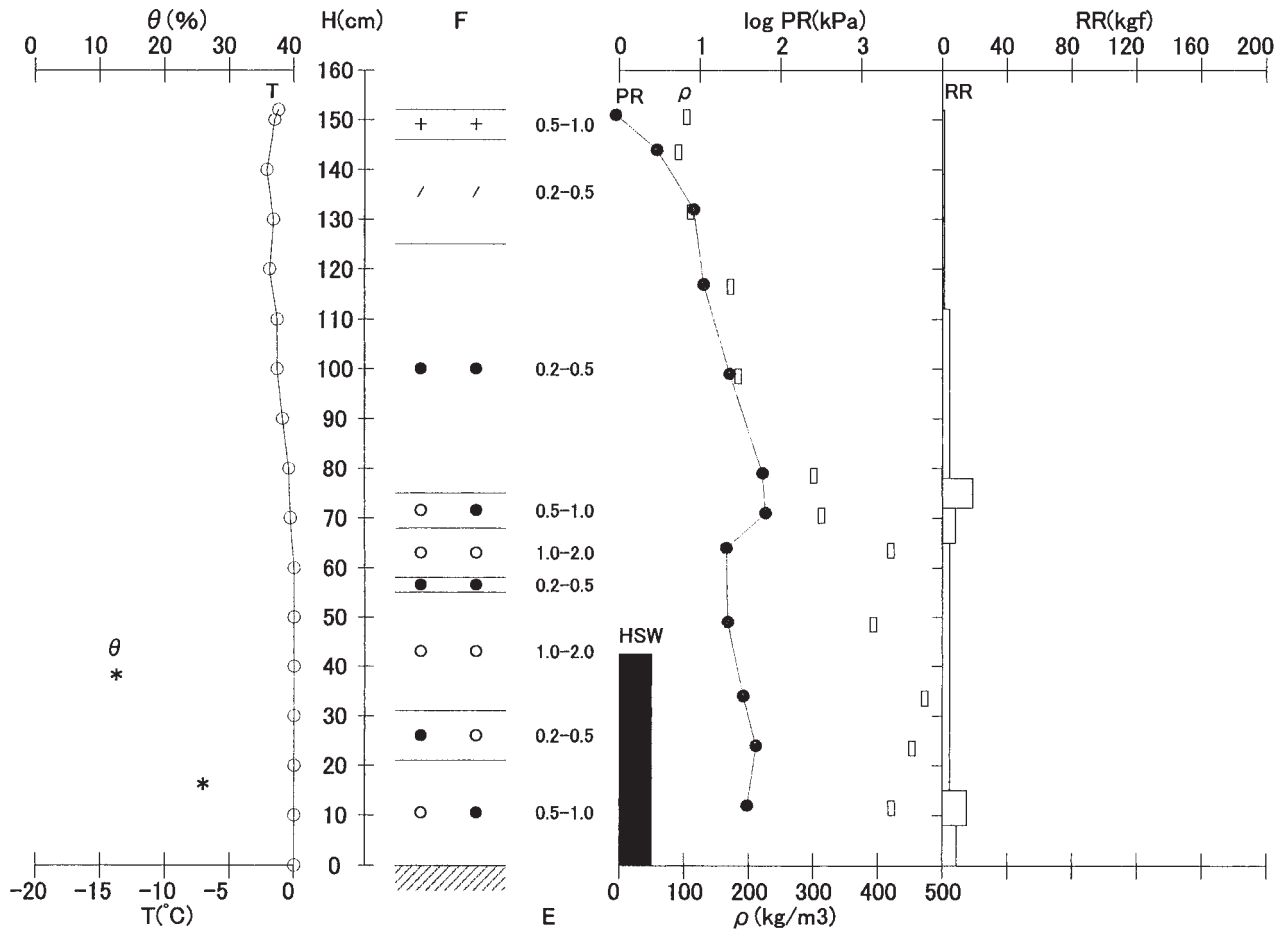 θ(%) H(cm) F log PR(kPa) RR(kgf)
0 10 20 30 40 0 1 2 3 0 40 80 120 160 200
160
T PR ρ RR
150 + + 0.5-1.0
140
/ / 0.2-0.5
130
120
110
100 0.2-0.5
90
80
70 0.5-1.0
60 1.0-2.0
0.2-0.5
50
HSW
θ 1.0-2.0
* 40
30
0.2-0.5
20
*
10 0.5-1.0
0
-20 -15 -10 -5 0 0 100 200 300 400 500
T(°C) E ρ(kg/m3)